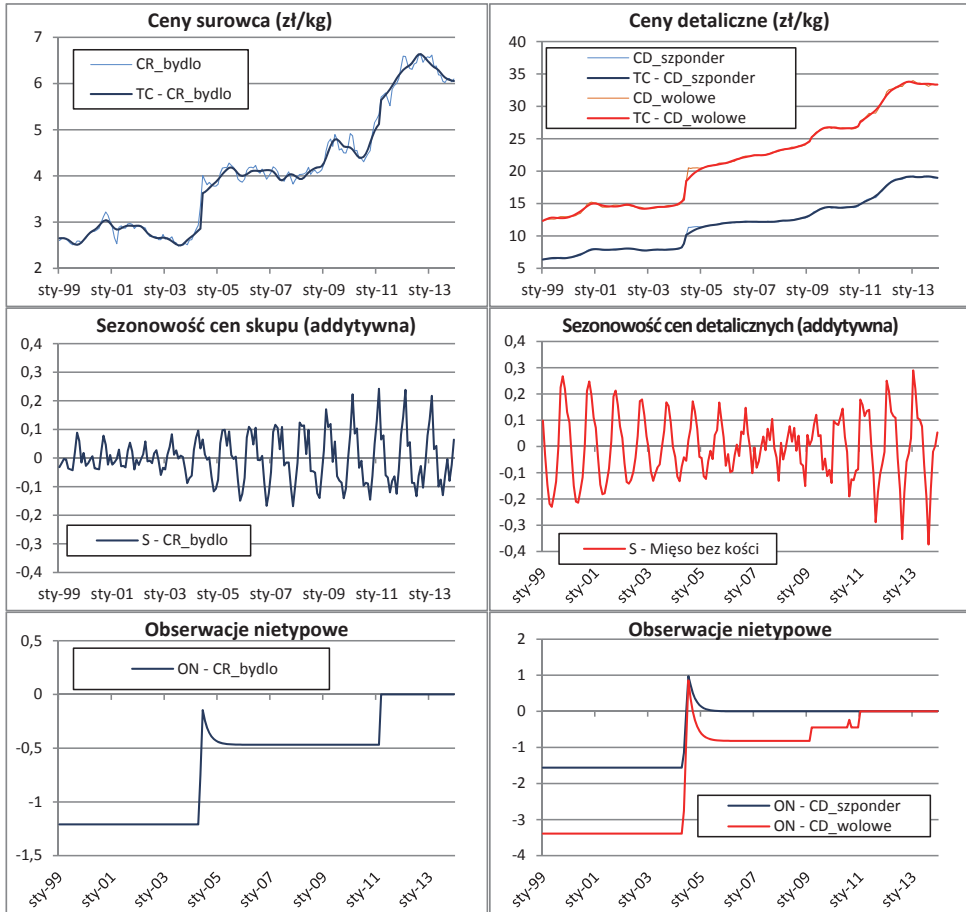 Ceny surowca (zł/kg)
7
6
5
4
3
2
CR_bydlo
TC - CR_bydlo
sty-99 sty-01 sty-03 sty-05 sty-07 sty-09 sty-11 sty-13
Ceny detaliczne (zł/kg)
40
35
30
25
20
15
10
5
CD_szponder
TC - CD_szponder
CD_wolowe
TC - CD_wolowe
sty-99 sty-01 sty-03 sty-05 sty-07 sty-09 sty-11 sty-13
Sezonowość cen skupu (addytywna)
0,4
0,3
0,2
0,1
0
-0,1
-0,2
-0,3
-0,4
S - CR_bydlo
sty-99 sty-01 sty-03 sty-05 sty-07 sty-09 sty-11 sty-13
Sezonowość cen detalicznych (addytywna)
0,4
0,3
0,2
0,1
0
-0,1
-0,2
-0,3
-0,4
S - Mięso bez kości
sty-99 sty-01 sty-03 sty-05 sty-07 sty-09 sty-11 sty-13
Obserwacje nietypowe
0,5
0
-0,5
-1
-1,5
ON - CR_bydlo
sty-99 sty-01 sty-03 sty-05 sty-07 sty-09 sty-11 sty-13
Obserwacje nietypowe
2
1
0
-1
-2
-3
-4
ON - CD_szponder
ON - CD_wolowe
sty-99 sty-01 sty-03 sty-05 sty-07 sty-09 sty-11 sty-13